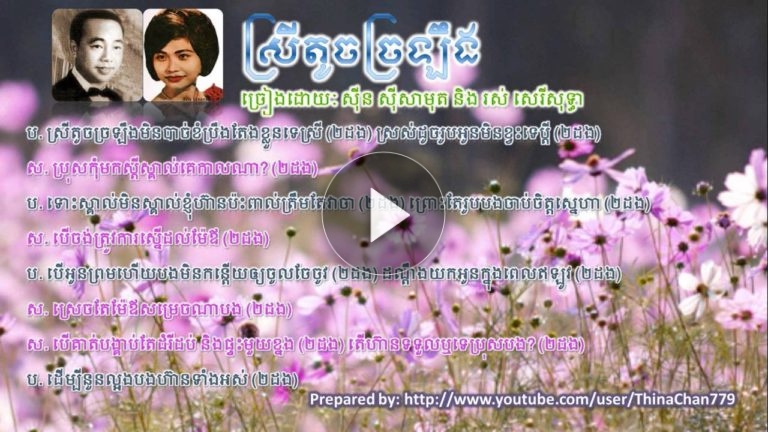 ស្រីតូចច្រឡឹង
ច្រៀងដោយ: ស៊ីន ស៊ីសាមុត និង រស់ សេរីសុទ្ធា
ប. ស្រីតូចច្រឡឹងមិនបាច់ខំប្រឹងតែងខ្លួនទេស្រី (២ដង) ស្រស់ដូចរូបអូនមិនខ្វះទេប្ដី (២ដង)
ស. ប្រុសកុំមកស្ដីស្គាល់គេកាលណា? (២ដង)
ប. ទោះស្គាល់មិនស្គាល់ខ្ញុំហ៊ានប៉ះពាល់ត្រឹមតែវាចា (២ដង) ព្រោះតែរូបបងចាប់ចិត្តស្នេហា (២ដង)
ស. បើចង់ត្រូវការស្ដើដល់ម៉ែឪ (២ដង)
ប. បើអូនព្រមហើយបងមិនកន្តើយឲ្យចូលចែចូវ (២ដង) ដណ្ដឹងយកអូនក្នុងពេលឥឡូវ (២ដង)
ស. ស្រេចតែម៉ែឪសម្រេចណាបង (២ដង)
ស. បើគាត់បង្គាប់តែជំរីដប់ និងផ្ទះមួយខ្នង (២ដង) តើហ៊ានទទួលឬទេប្រុសបង? (២ដង)
ប. ដើម្បីនួនល្អងបងហ៊ានទាំងអស់ (២ដង)
Prepared by: http://www.youtube.com/user/ThinaChan779